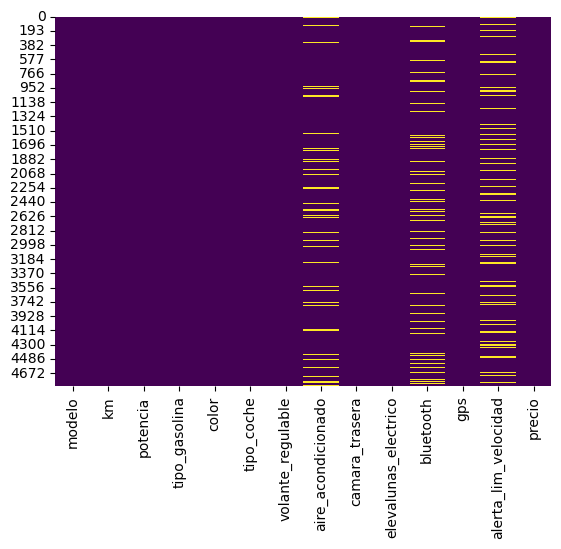 0
193
382
577
766
952
1138
1324
1510
1696
1882
2068
2254
2440
2626
2812
2998
3184
3370
3556
3742
3928
4114
4300
4486
4672
modelo
km
potencia
tipo_gasolina
color
tipo_coche
volante_regulable
aire_acondicionado
camara_trasera
elevalunas_electrico
bluetooth
gps
alerta_lim_velocidad
precio